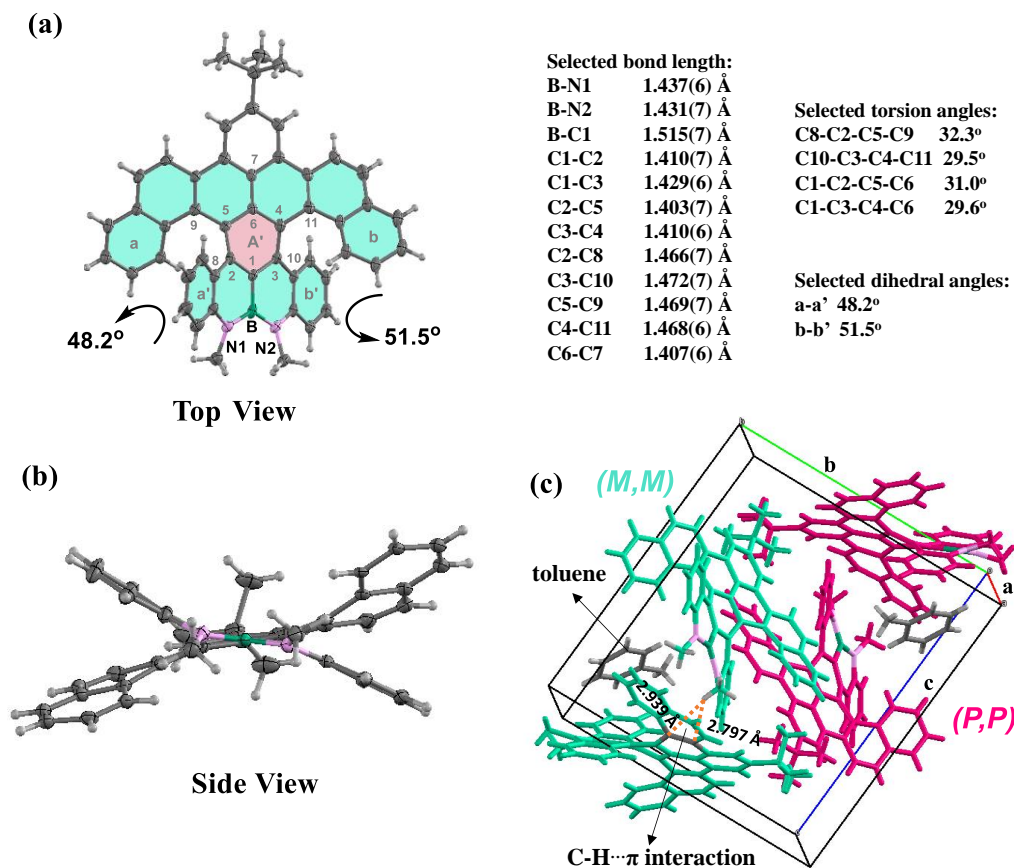 (a)
7
5
4
9
6
11
A'
a
b
8
10
2
1
3
a'
b'
B
N1
N2
48.2°
51.5°
Top View
Selected bond length:
B-N1 1.437(6) Å
B-N2 1.431(7) Å
B-C1 1.515(7) Å
C1-C2 1.410(7) Å
C1-C3 1.429(6) Å
C2-C5 1.403(7) Å
C3-C4 1.410(6) Å
C2-C8 1.466(7) Å
C3-C10 1.472(7) Å
C5-C9 1.469(7) Å
C4-C11 1.468(6) Å
C6-C7 1.407(6) Å
Selected torsion angles:
C8-C2-C5-C9 32.3°
C10-C3-C4-C11 29.5°
C1-C2-C5-C6 31.0°
C1-C3-C4-C6 29.6°
Selected dihedral angles:
a-a' 48.2°
b-b' 51.5°
(b)
Side View
(c)
(M,M)
b
toluene
a
c
2.939 Å
2.797 Å
(P,P)
C-H···π interaction